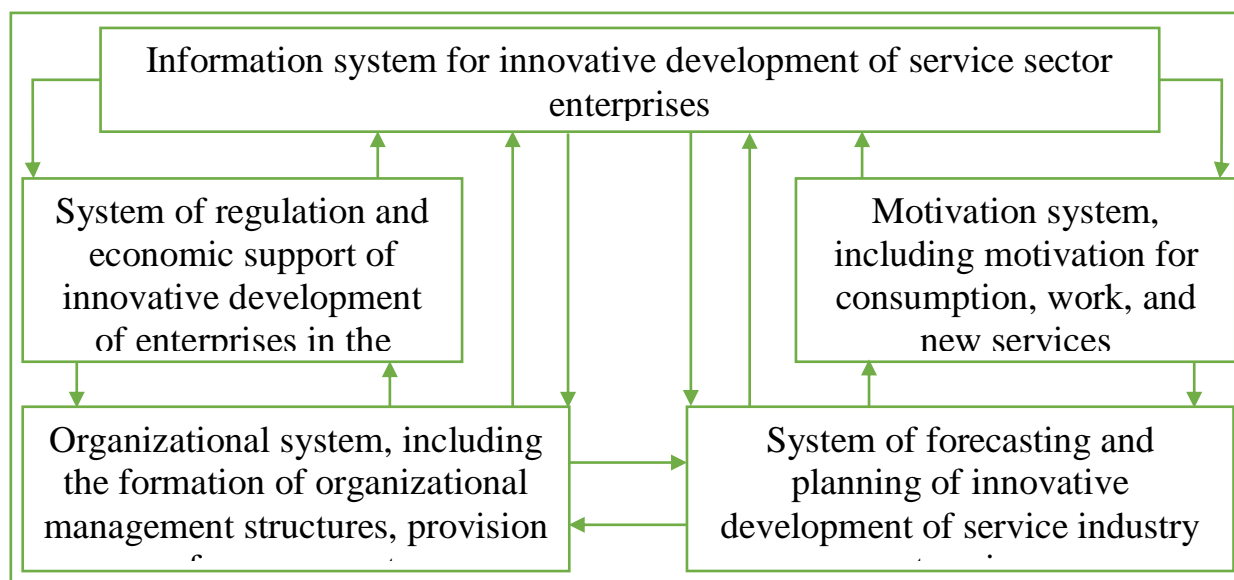 Information system for innovative development of service sector
enterprises
System of regulation and
economic support of
innovative development
of enterprises in the
Motivation system,
including motivation for
consumption, work, and
new services
Organizational system, including
the formation of organizational
management structures, provision
System of forecasting and
planning of innovative
development of service industry